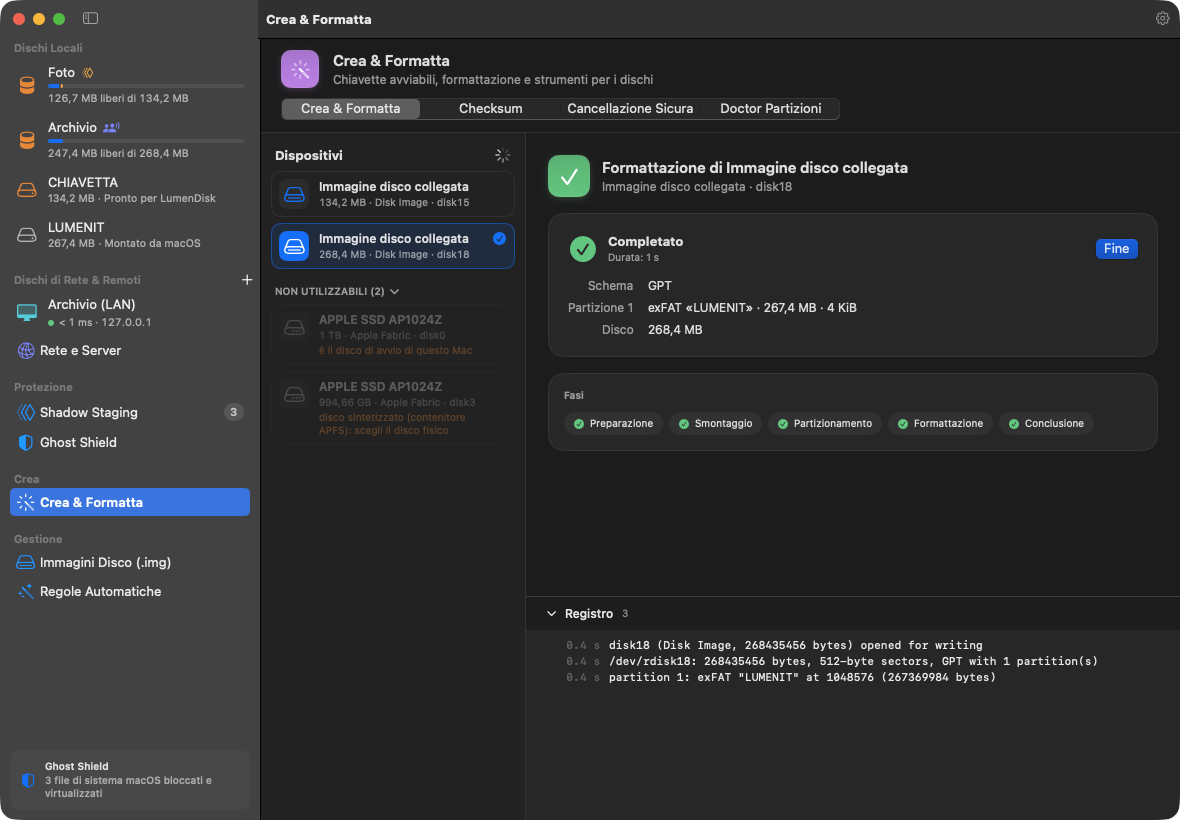 Crea & Formatta
Dischi Locali
Foto
126,7 MB liberi di 134,2 MB
Archivio
247,4 MB liberi di 268,4 MB
CHIAVETTA
134,2 MB · Pronto per LumenDisk
LUMENIT
267,4 MB · Montato da macOS
Dischi di Rete & Remoti
Archivio (LAN)
< 1 ms · 127.0.0.1
Rete e Server
Protezione
Shadow Staging 3
Ghost Shield
Crea
Crea & Formatta
Gestione
Immagini Disco (.img)
Regole Automatiche
Ghost Shield
3 file di sistema macOS bloccati e
virtualizzati
Crea & Formatta
Chiavette avviabili, formattazione e strumenti per i dischi
Crea & Formatta Checksum Cancellazione Sicura Doctor Partizioni
Dispositivi
Immagine disco collegata
134,2 MB · Disk Image · disk15
Immagine disco collegata
268,4 MB · Disk Image · disk18
NON UTILIZZABILI (2)
APPLE SSD AP1024Z
1 TB · Apple Fabric · disk0
è il disco di avvio di questo Mac
APPLE SSD AP1024Z
994,66 GB · Apple Fabric · disk3
disco sintetizzato (contenitore
APFS): scegli il disco fisico
Formattazione di Immagine disco collegata
Immagine disco collegata · disk18
Completato
Durata: 1 s
Fine
Schema GPT
Partizione 1 exFAT «LUMENIT» · 267,4 MB · 4 KiB
Disco 268,4 MB
Fasi
Preparazione Smontaggio Partizionamento Formattazione Conclusione
Registro 3
0.4 s disk18 (Disk Image, 268435456 bytes) opened for writing
0.4 s /dev/rdisk18: 268435456 bytes, 512-byte sectors, GPT with 1 partition(s)
0.4 s partition 1: exFAT "LUMENIT" at 1048576 (267369984 bytes)